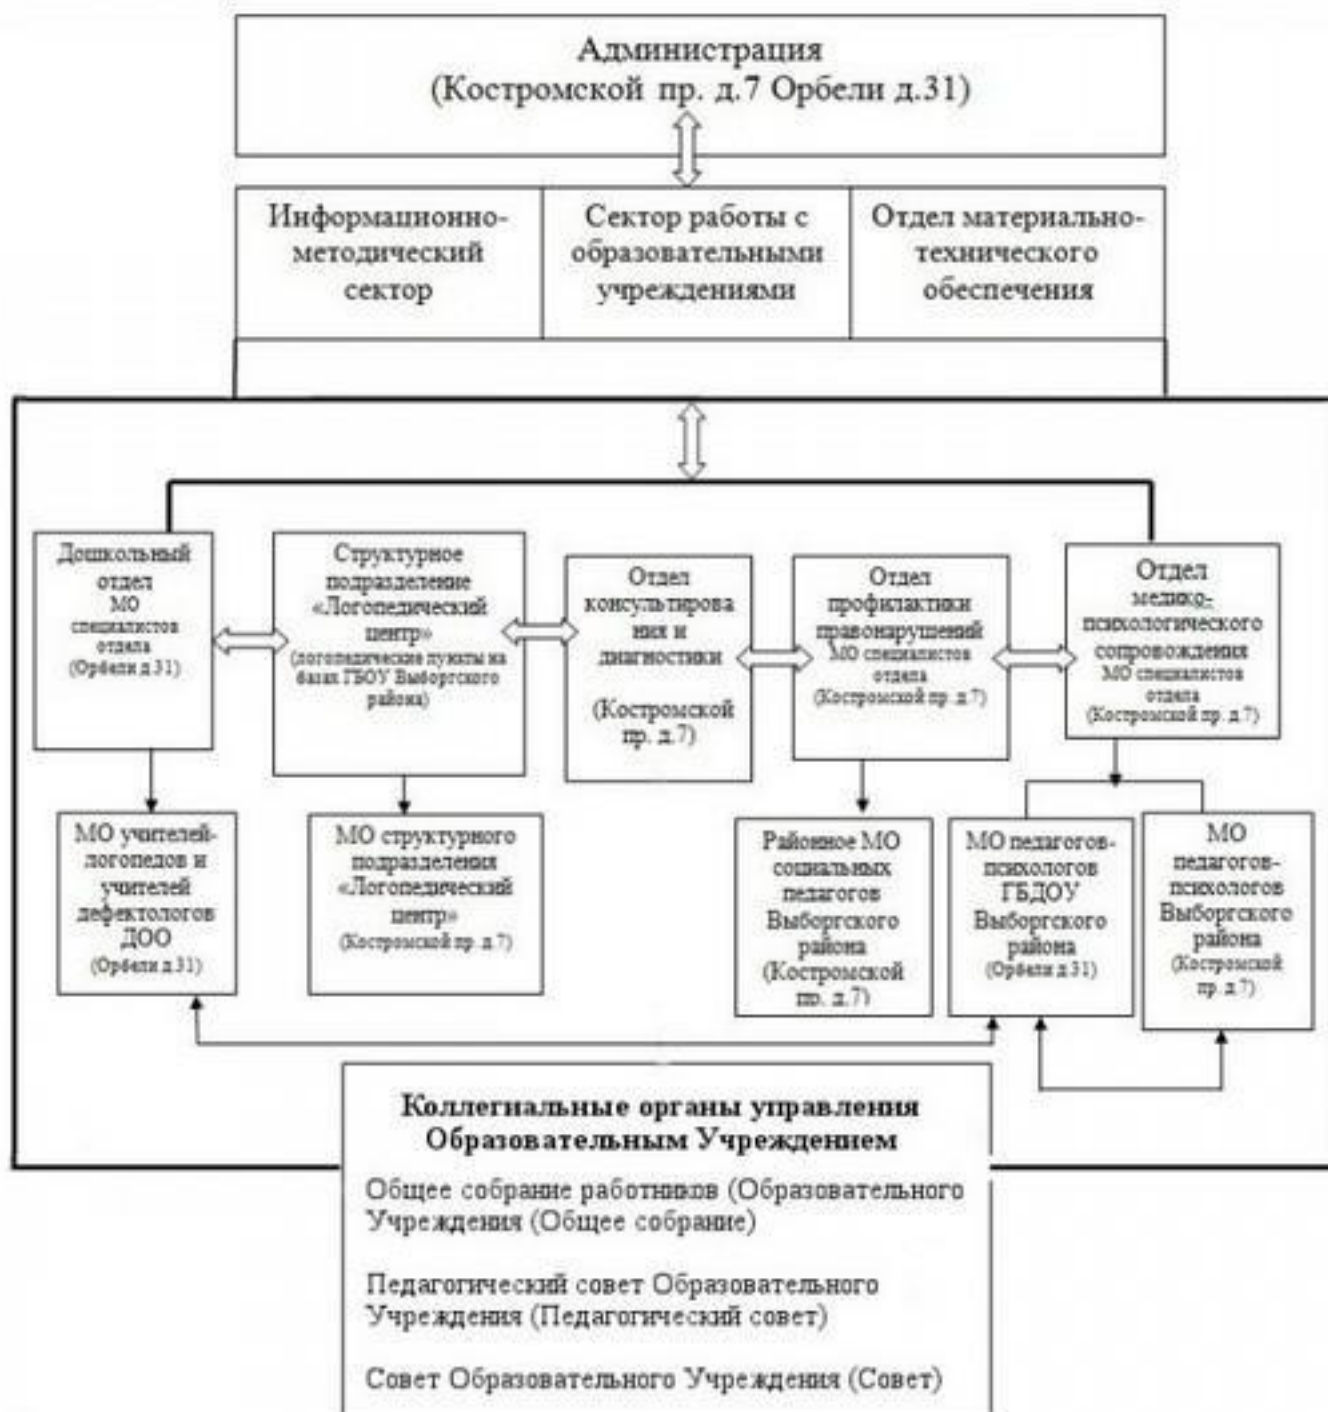 Администрация
(Костромской пр. д.7 Орбели д.31)
Информационно-
методический
сектор
Сектор работы с
образовательными
учреждениями
Отдел материально-
технического
обеспечения
Дошкольный
отдел
МО
специалистов
отдела
(Орбели д.31)
Структурное
подразделение
«Логопедический
центр»
(логопедические пункты на
базах ГБОУ Выборгского
района)
Отдел
консультирова
ния и
диагностики
(Костромской
пр. д.7)
Отдел
профилактики
правонарушений
МО специалистов
отдела
(Костромской пр. д.7)
Отдел
медико-
психологического
сопровождения
МО специалистов
отдела
(Костромской пр. д.7)
МО учителей-
логопедов и
учителей
дефектологов
ДОО
(Орбели д.31)
МО структурного
подразделения
«Логопедический
центр»
(Костромской пр. д.7)
Районное МО
социальных
педагогов
Выборгского
района
(Костромской
пр. д.7)
МО педагогов-
психологов
ГБДОУ
Выборгского
района
(Орбели д.31)
МО
педагогов-
психологов
Выборгского
района
(Костромской
пр. д.7)
Коллегиальные органы управления
Образовательным Учреждением
Общее собрание работников (Образовательного
Учреждения (Общее собрание)
Педагогический совет Образовательного
Учреждения (Педагогический совет)
Совет Образовательного Учреждения (Совет)